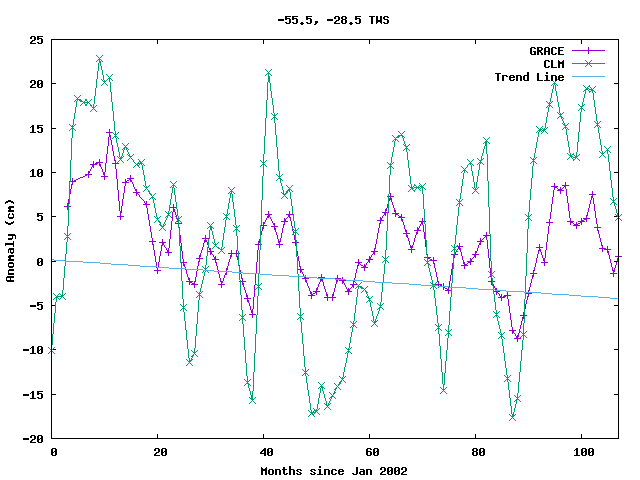 -55.5, -28.5 TWS
GRACE
CLM
Trend Line
25
20
15
10
5
0
-5
-10
-15
-20
Anomaly (cm)
0 20 40 60 80 100
Months since Jan 2002